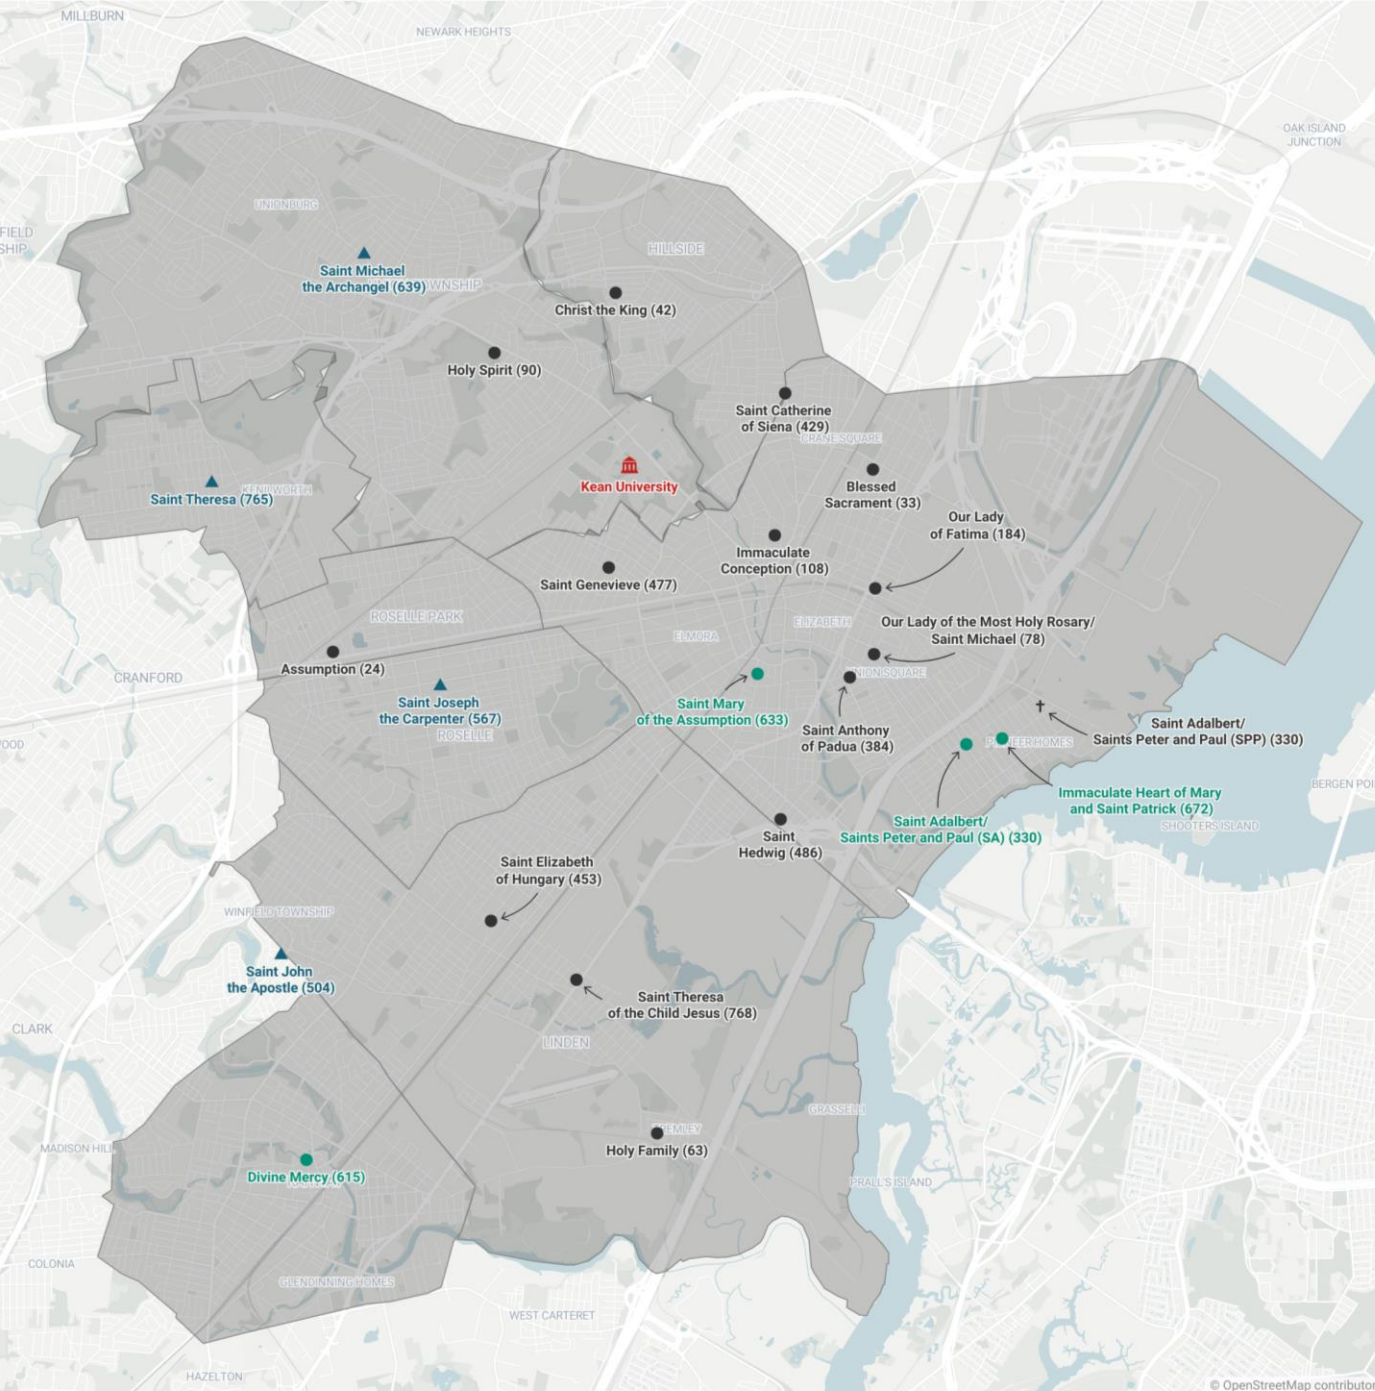 MILLBURN
NEWARK HEIGHTS
OAK ISLAND
JUNCTION
UNIONBURG
FIELD
SHIP
HILLSIDE
Saint Michael
the Archangel (639)
WNSHIP
Christ the King (42)
Holy Spirit (90)
Saint Catherine
of Siena (429)
CRANE SQUARE
Kean University
Saint Theresa (765)
KENILWORTH
Blessed
Sacrament (33)
Our Lady
of Fatima (184)
Immaculate
Conception (108)
Saint Genevieve (477)
ROSELLE PARK
ELMORA
ELIZABETH
Our Lady of the Most Holy Rosary/
Saint Michael (78)
Assumption (24)
CRANFORD
UNION SQUARE
Saint Joseph
the Carpenter (567)
ROSELLE
Saint Mary
of the Assumption (633)
Saint Anthony
of Padua (384)
Saint Adalbert/
Saints Peter and Paul (SPP) (330)
OOD
PIONEER HOMES
BERGEN POI
Immaculate Heart of Mary
and Saint Patrick (672)
SHOOTERS ISLAND
Saint Adalbert/
Saints Peter and Paul (SA) (330)
Saint
Hedwig (486)
Saint Elizabeth
of Hungary (453)
WINFIELD TOWNSHIP
Saint John
the Apostle (504)
Saint Theresa
of the Child Jesus (768)
CLARK
LINDEN
GRASSELLI
TREMLEY
MADISON HILL
Holy Family (63)
Divine Mercy (615)
PRALL'S ISLAND
COLONIA
GLENDINNING HOMES
WEST CARTERET
HAZELTON
© OpenStreetMap contributor